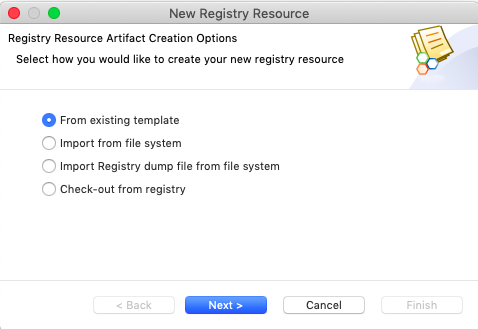 New Registry Resource
Registry Resource Artifact Creation Options
Select how you would like to create your new registry resource
From existing template
Import from file system
Import Registry dump file from file system
Check-out from registry
< Back Next > Cancel Finish